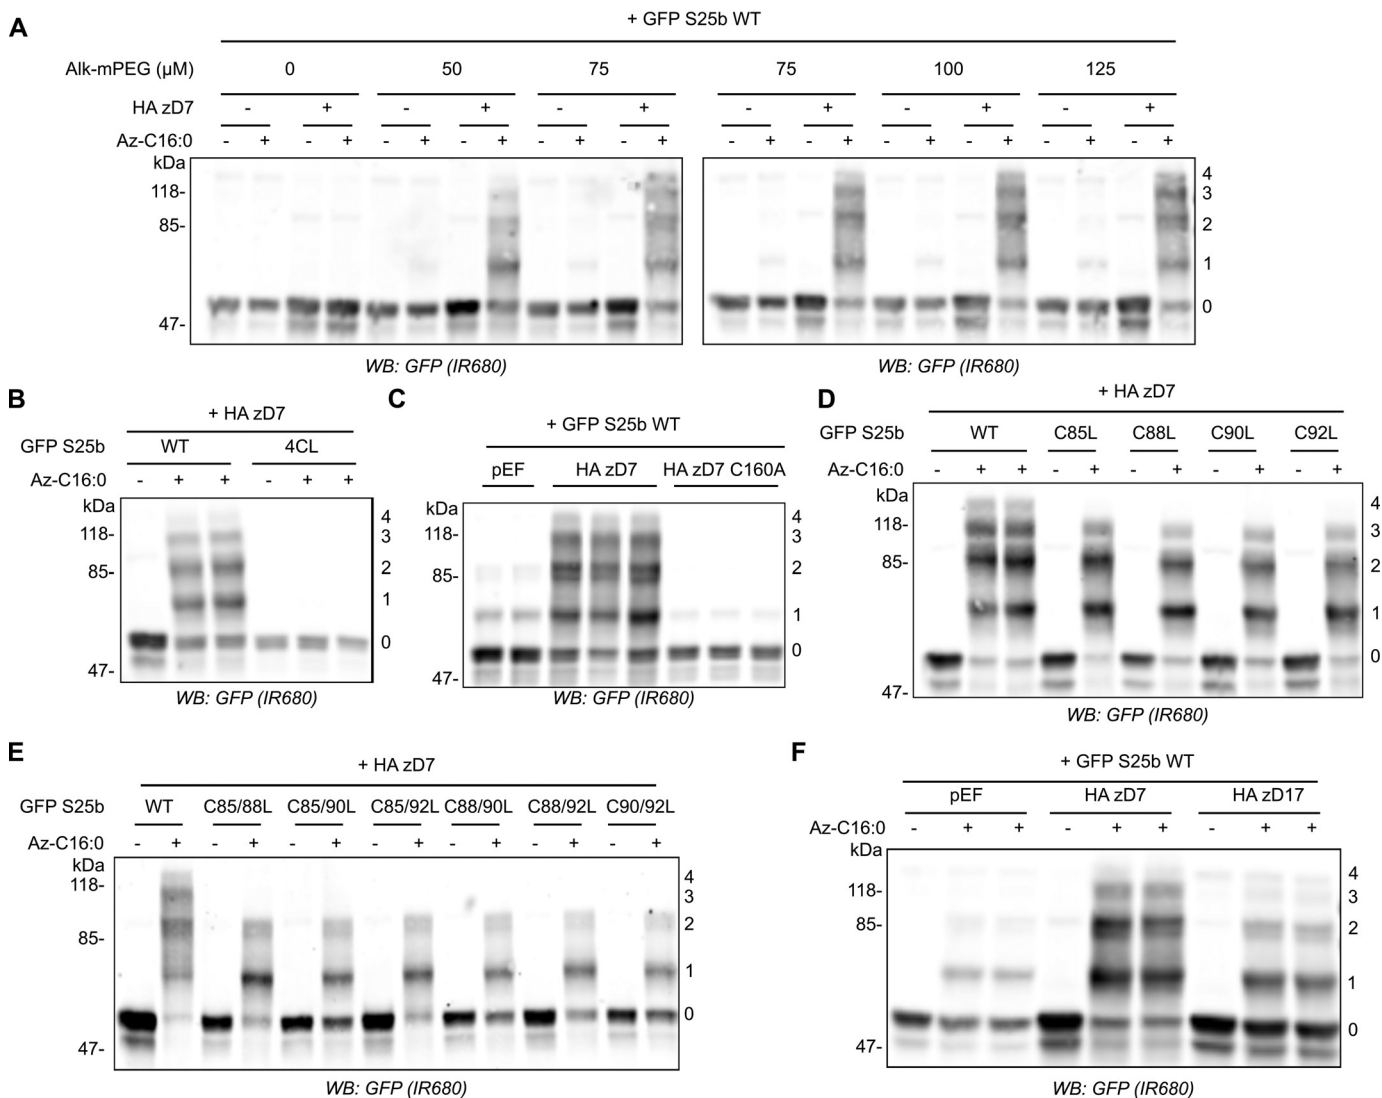 A
+ GFP S25b WT
Alk-mPEG (µM) 0 50 75 75 100 125
HA zD7 - + - + - + - + - + - +
Az-C16:0 - + - + - + - + - + - + - + - + - + - + - + - +
kDa
118-
85-
47-
4
3
2
1
0
WB: GFP (IR680) WB: GFP (IR680)
B
+ HA zD7
GFP S25b WT 4CL
Az-C16:0 - + + - + +
kDa
118-
85-
47-
4
3
2
1
0
WB: GFP (IR680)
C
+ GFP S25b WT
pEF HA zD7 HA zD7 C160A
kDa
118-
85-
47-
4
3
2
1
0
WB: GFP (IR680)
D
+ HA zD7
GFP S25b WT C85L C88L C90L C92L
Az-C16:0 - + + - + - + - + - +
kDa
118-
85-
47-
4
3
2
1
0
WB: GFP (IR680)
E
+ HA zD7
GFP S25b WT C85/88L C85/90L C85/92L C88/90L C88/92L C90/92L
Az-C16:0 - + - + - + - + - + - + - +
kDa
118-
85-
47-
4
3
2
1
0
WB: GFP (IR680)
F
+ GFP S25b WT
pEF HA zD7 HA zD17
Az-C16:0 - + + - + + - + +
kDa
118-
85-
47-
4
3
2
1
0
WB: GFP (IR680)